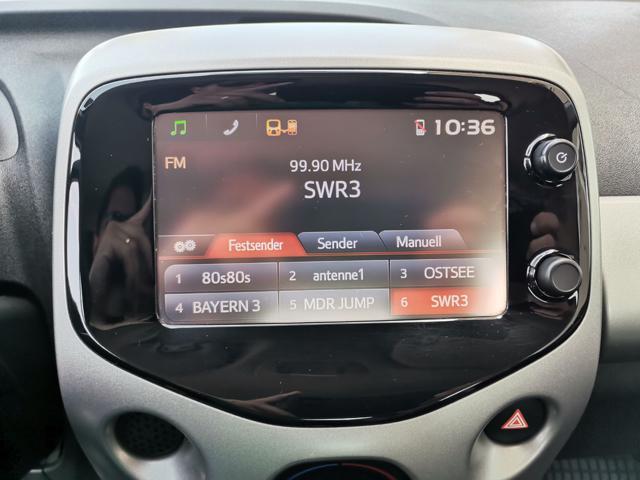 10:36
FM
99.90 MHz
SWR3
Festsender Sender Manuell
1 80s80s 2 antenne1 3 OSTSEE
4 BAYERN 3 5 MDR JUMP 6 SWR3